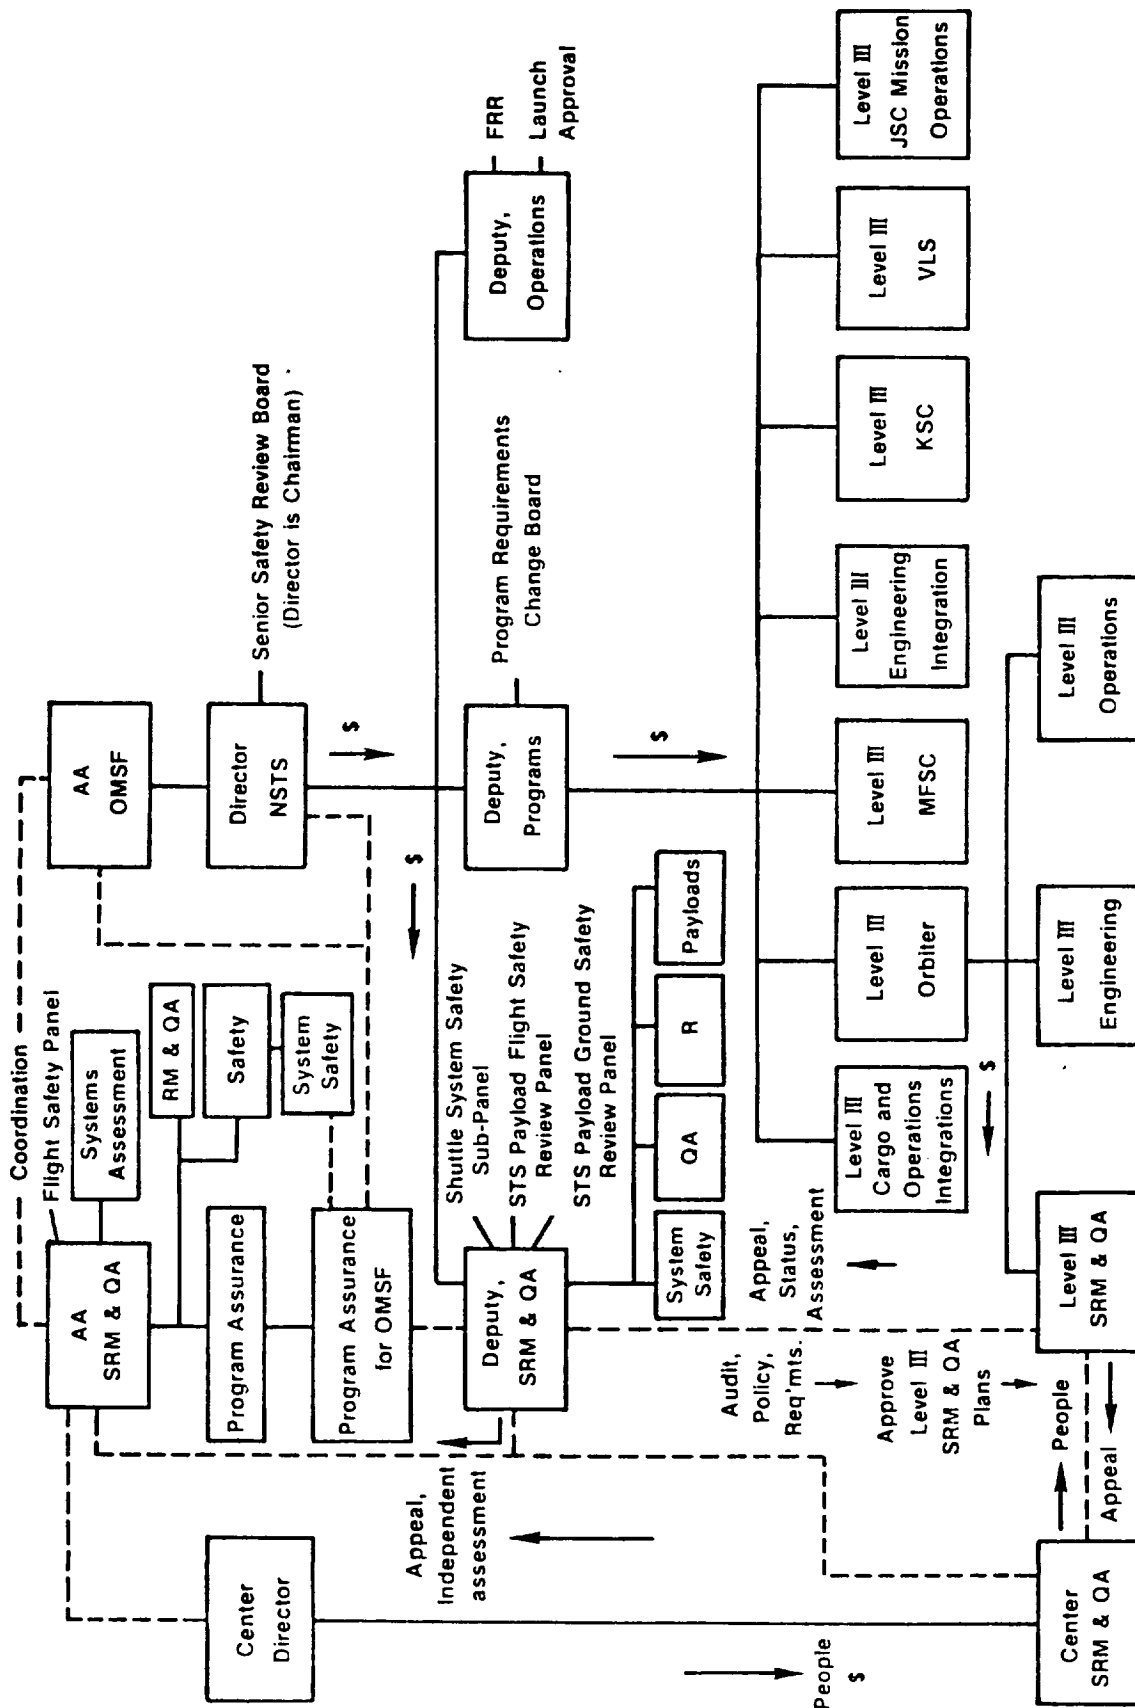 Coordination
AA
SRM & QA
Flight Safety Panel
Systems
Assessment
AA
OMSF
Center
Director
Program Assurance
RM & QA
Safety
Director
NSTS
Senior Safety Review Board
(Director is Chairman)
Program Assurance
for OMSF
System
Safety
$
$
Appeal,
Independent
assessment
Deputy,
SRM & QA
Shuttle System Safety
Sub-Panel
STS Payload Flight Safety
Review Panel
STS Payload Ground Safety
Review Panel
Deputy,
Programs
Program Requirements
Change Board
Deputy,
Operations
FRR
Launch
Approval
System
Safety
QA
R
Payloads
$
Audit,
Policy,
Req'mts.
Appeal,
Status,
Assessment
People
$
Approve
Level III
SRM & QA
Plans
Level III
Cargo and
Operations
Integrations
Level III
Orbiter
Level III
MFSC
Level III
Engineering
Integration
Level III
KSC
Level III
VLS
Level III
JSC Mission
Operations
$
Center
SRM & QA
People
Appeal
Level III
SRM & QA
Level III
Engineering
Level III
Operations